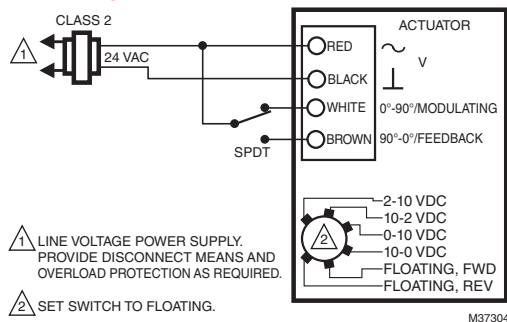 CLASS 2
1
24 VAC
SPDT
ACTUATOR
RED
V
BLACK
WHITE 0°-90°/MODULATING
BROWN 90°-0°/FEEDBACK
2
2-10 VDC
10-2 VDC
0-10 VDC
10-0 VDC
FLOATING, FWD
FLOATING, REV
1 LINE VOLTAGE POWER SUPPLY.
PROVIDE DISCONNECT MEANS AND
OVERLOAD PROTECTION AS REQUIRED.
2 SET SWITCH TO FLOATING.
M37304